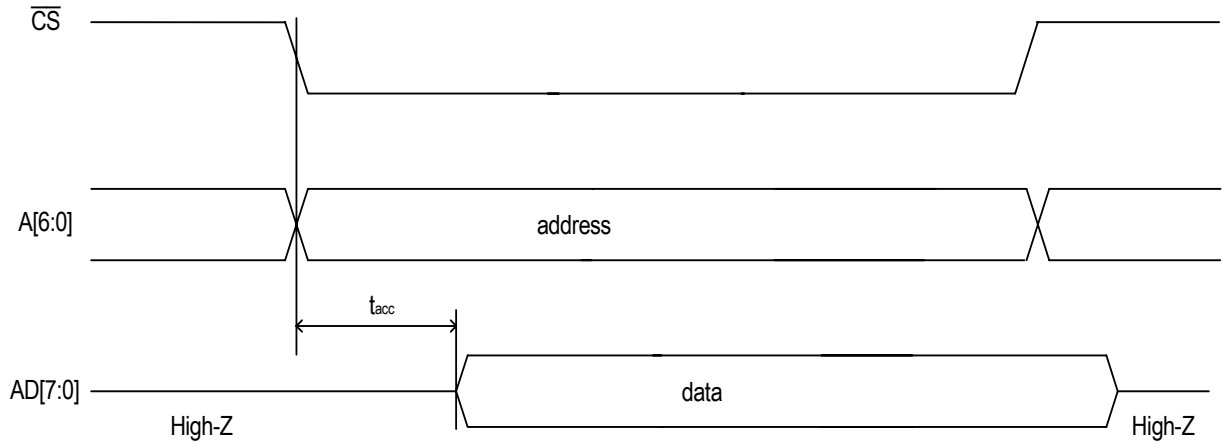 CS
A[6:0]
address
tacc
AD[7:0]
data
High-Z
High-Z